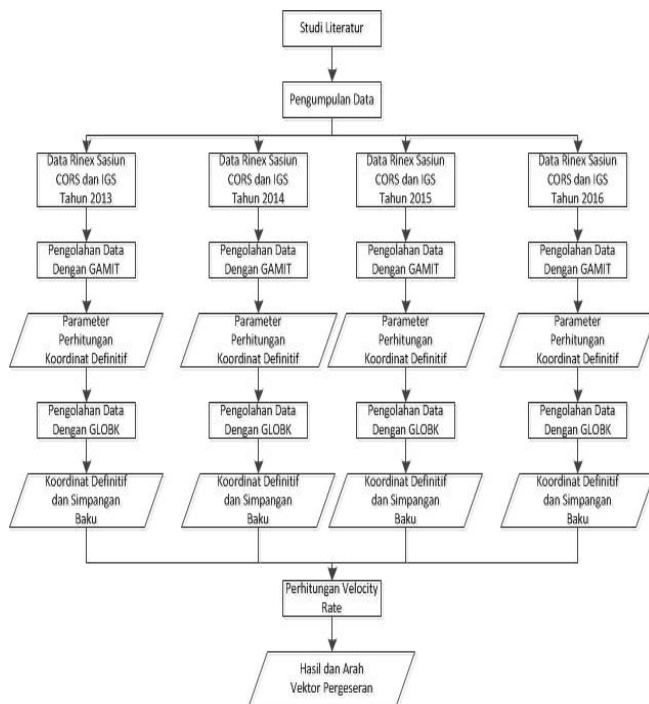 Studi Literatur
Pengumpulan Data
Data Rinex Sasiun
CORS dan IGS
Tahun 2013
Data Rinex Sasiun
CORS dan IGS
Tahun 2014
Data Rinex Sasiun
CORS dan IGS
Tahun 2015
Data Rinex Sasiun
CORS dan IGS
Tahun 2016
Pengolahan Data
Dengan GAMIT
Pengolahan Data
Dengan GAMIT
Pengolahan Data
Dengan GAMIT
Pengolahan Data
Dengan GAMIT
Parameter
Perhitungan
Koordinat Definitif
Parameter
Perhitungan
Koordinat Definitif
Parameter
Perhitungan
Koordinat Definitif
Parameter
Perhitungan
Koordinat Definitif
Pengolahan Data
Dengan GLOBK
Pengolahan Data
Dengan GLOBK
Pengolahan Data
Dengan GLOBK
Pengolahan Data
Dengan GLOBK
Koordinat Definitif
dan Simpangan
Baku
Koordinat Definitif
dan Simpangan
Baku
Koordinat Definitif
dan Simpangan
Baku
Koordinat Definitif
dan Simpangan
Baku
Perhitungan Velocity
Rate
Hasil dan Arah
Vektor Pergeseran